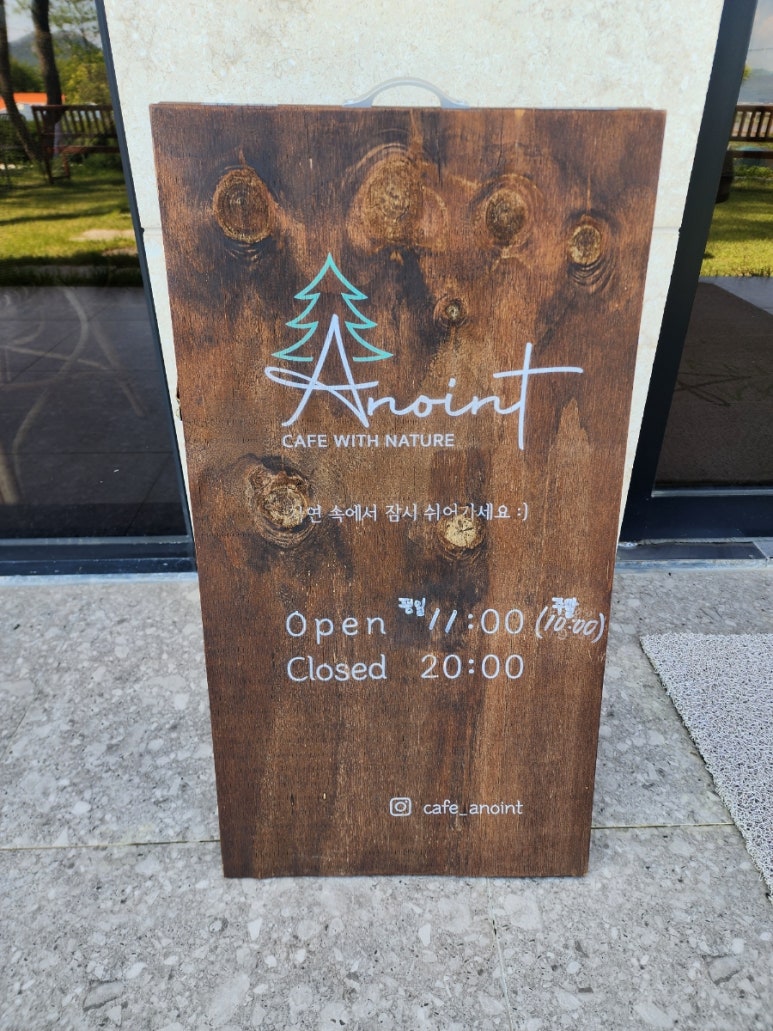 Anoint
CAFE WITH NATURE
자연 속에서 잠시 쉬어가세요 :)
Open 평일 11:00 (주말 10:00)
Closed 20:00
cafe_anoint